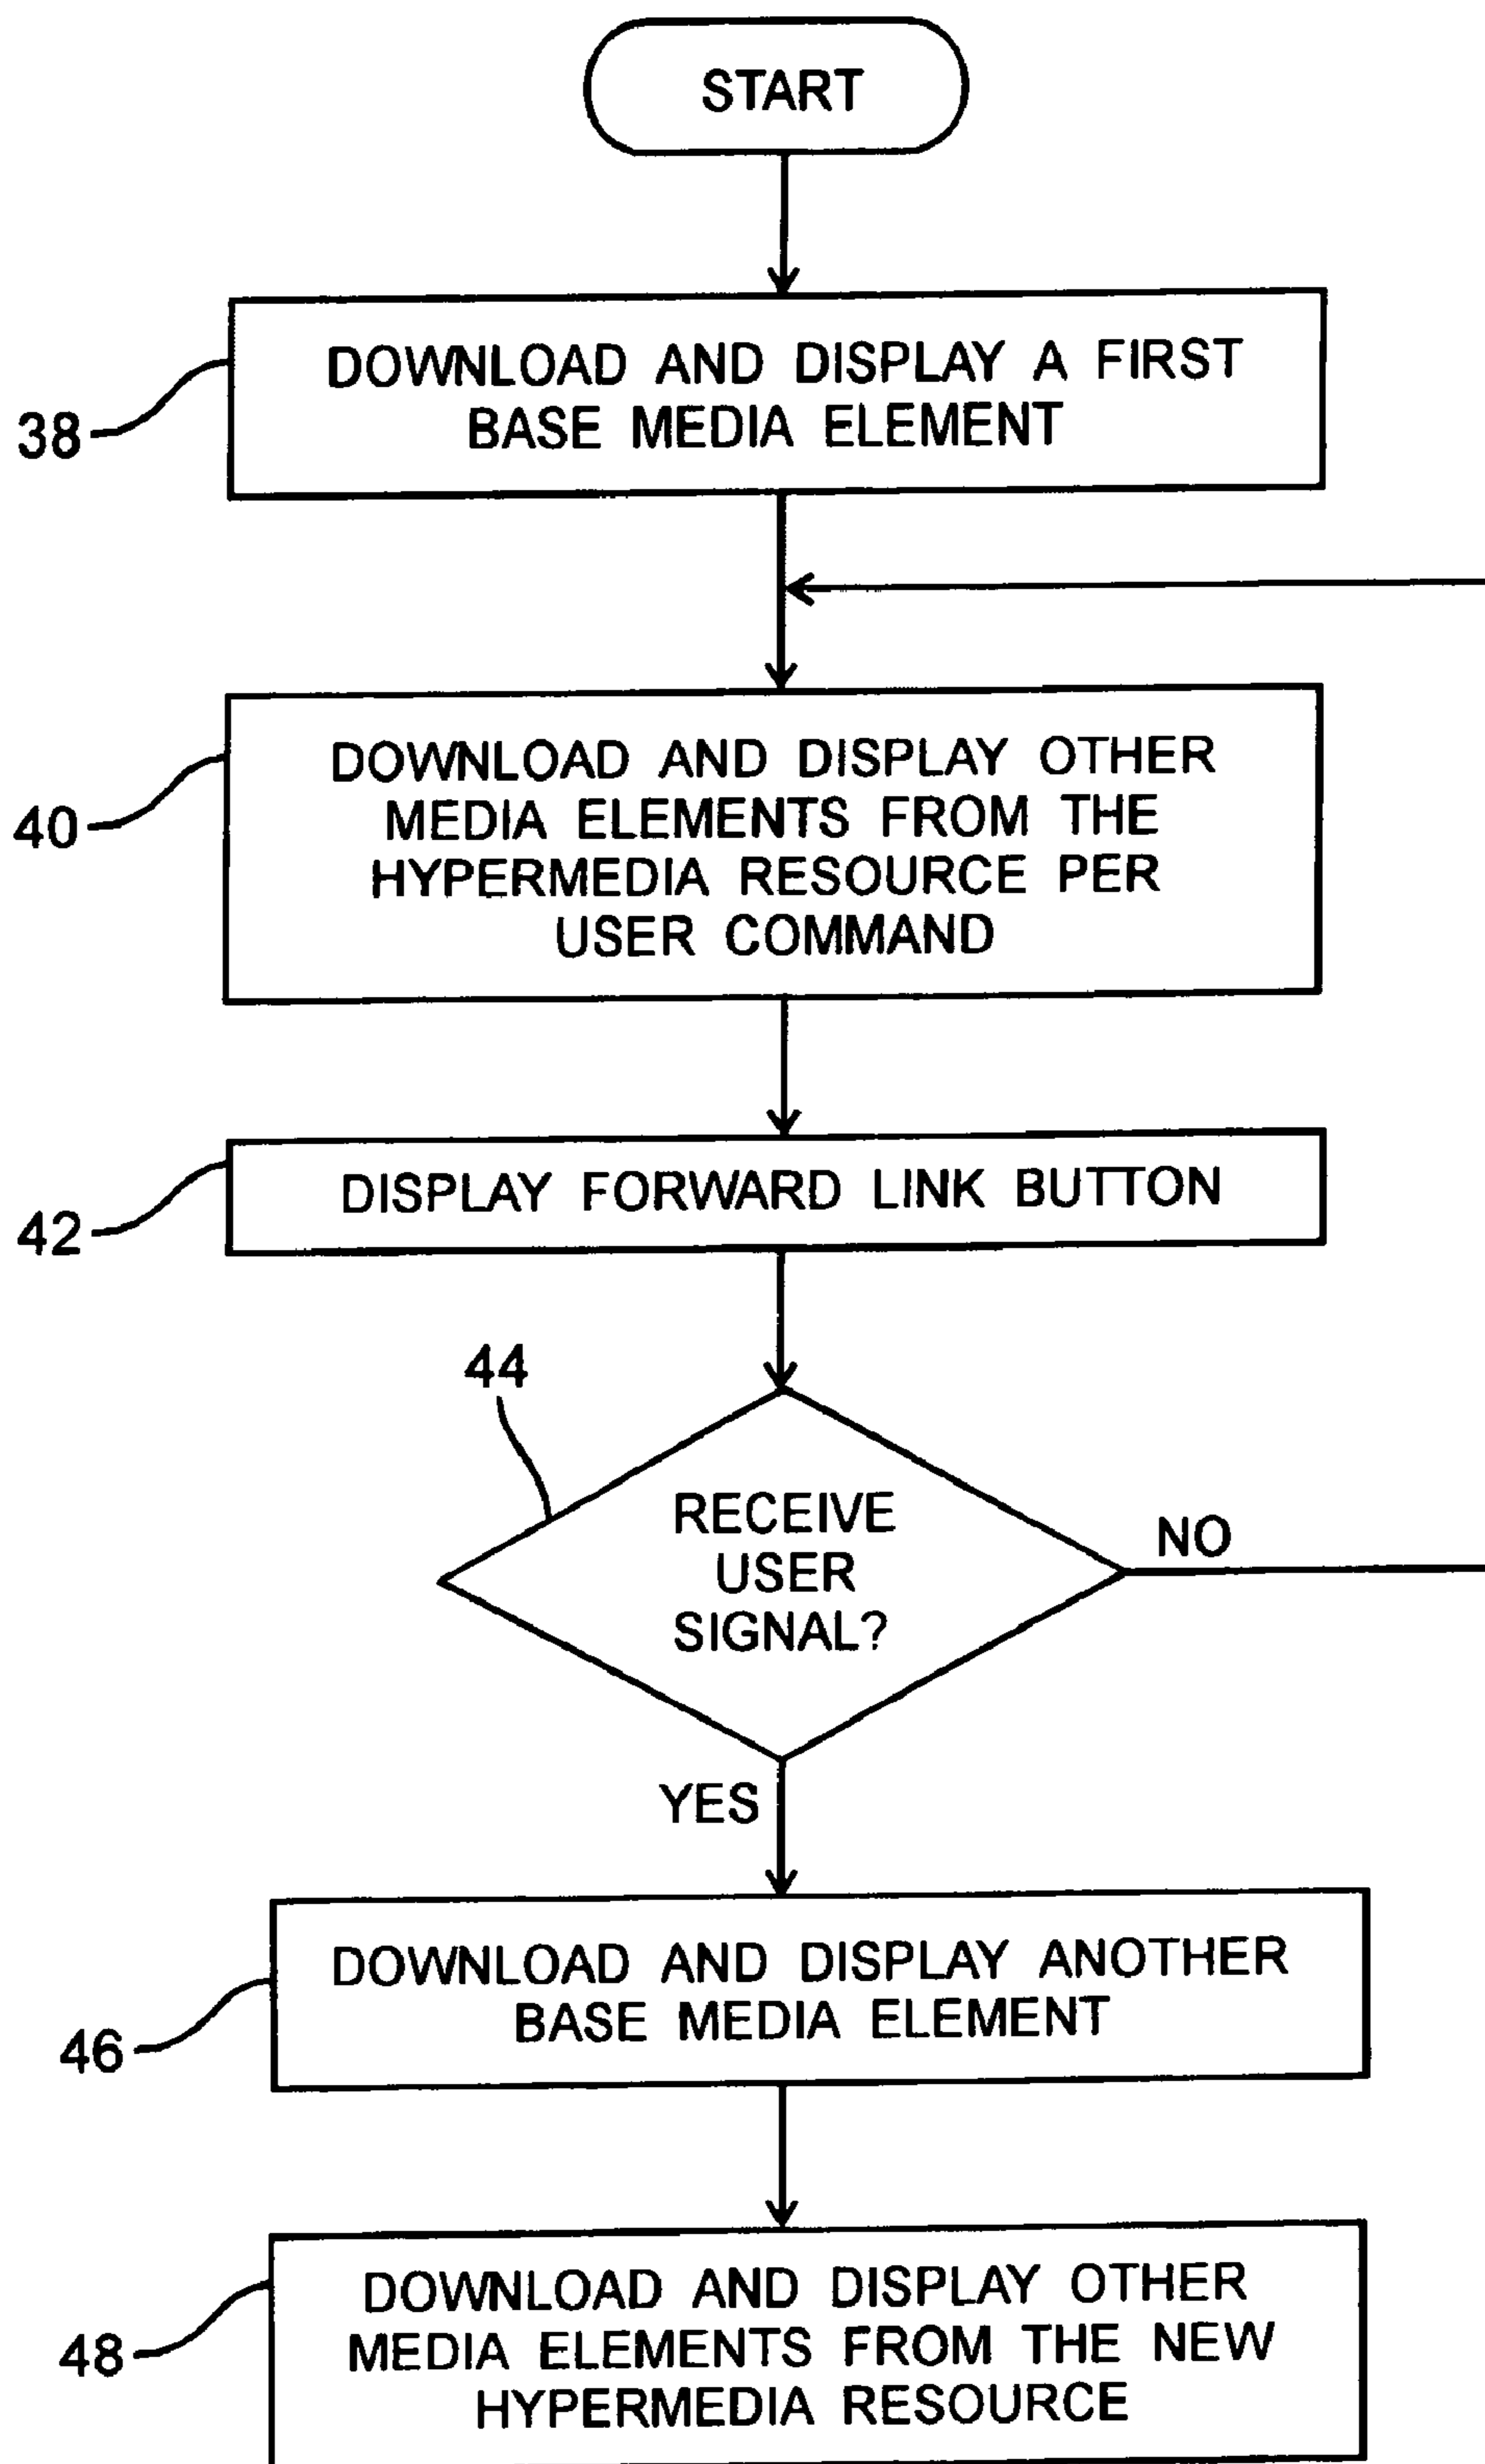 START
38
DOWNLOAD AND DISPLAY A FIRST
BASE MEDIA ELEMENT
40
DOWNLOAD AND DISPLAY OTHER
MEDIA ELEMENTS FROM THE
HYPERMEDIA RESOURCE PER
USER COMMAND
42
DISPLAY FORWARD LINK BUTTON
44
RECEIVE
USER
SIGNAL?
NO
YES
46
DOWNLOAD AND DISPLAY ANOTHER
BASE MEDIA ELEMENT
48
DOWNLOAD AND DISPLAY OTHER
MEDIA ELEMENTS FROM THE NEW
HYPERMEDIA RESOURCE